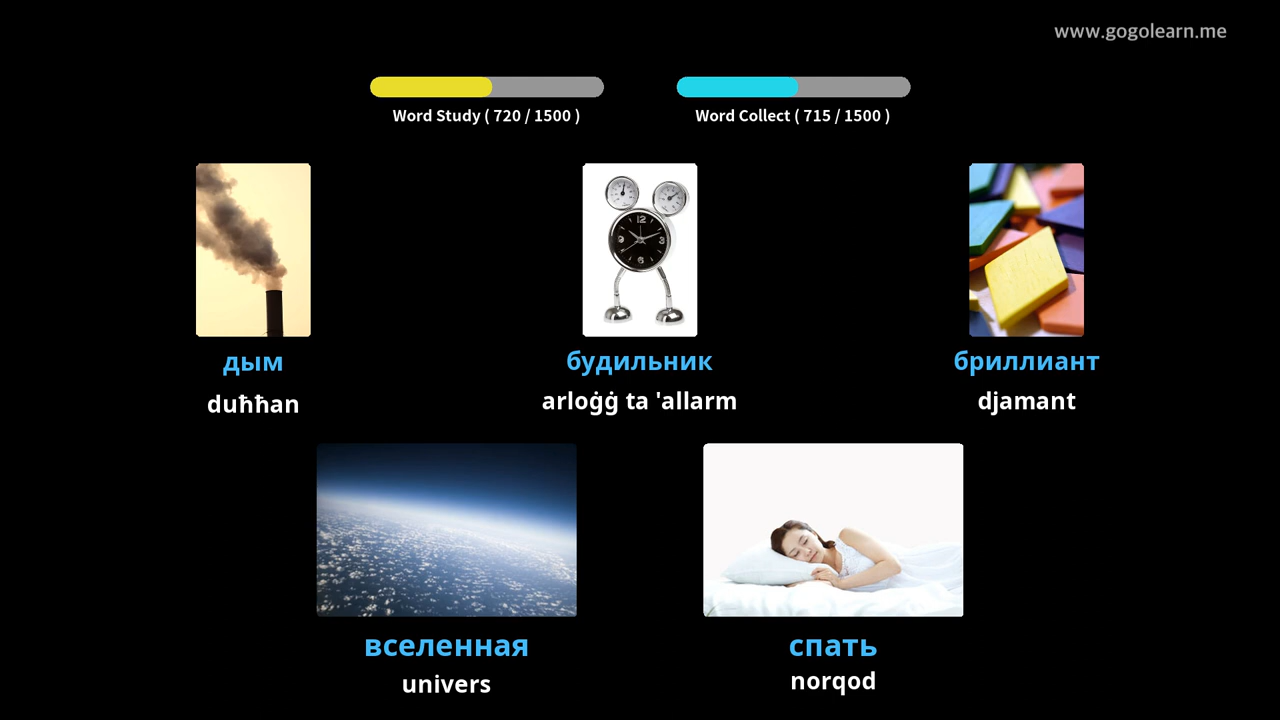 www.gogolearn.me
Word Study ( 720 / 1500 )
Word Collect ( 715 / 1500 )
дым
будильник
бриллиант
duħħan
arloġġ ta 'allarm
djamant
вселенная
спать
univers
norqod